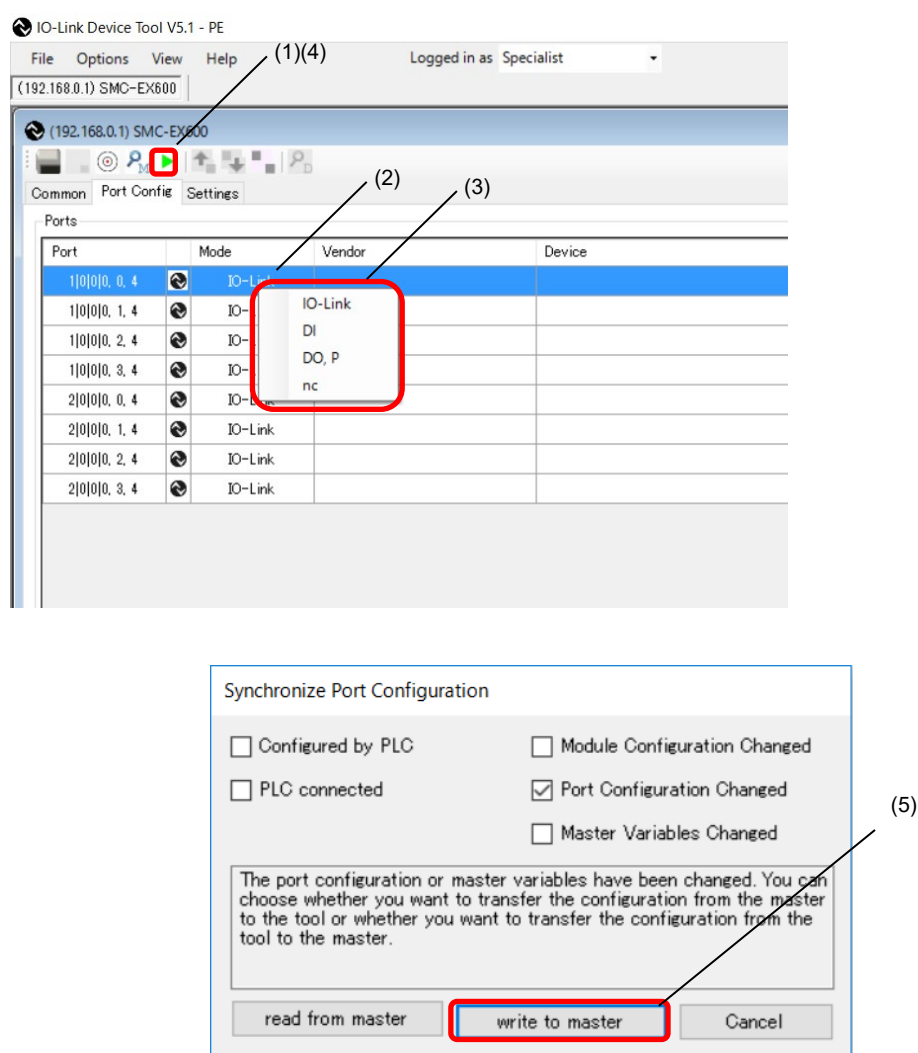 IO-Link Device Tool V5.1 - PE
File Options View Help (1)(4) Logged in as Specialist
(192.168.0.1) SMC-EX600
(192.168.0.1) SMC-EX600
Common Port Config Settings
(2)
(3)
Ports
Port Mode Vendor Device
1|0|0|0, 0, 4 IO-Link
1|0|0|0, 1, 4 IO-
1|0|0|0, 2, 4 IO-
1|0|0|0, 3, 4 IO-
2|0|0|0, 0, 4 IO-Link
2|0|0|0, 1, 4 IO-Link
2|0|0|0, 2, 4 IO-Link
2|0|0|0, 3, 4 IO-Link
IO-Link
DI
DO, P
nc
Synchronize Port Configuration
Configured by PLC Module Configuration Changed
PLC connected Port Configuration Changed
Master Variables Changed
(5)
The port configuration or master variables have been changed. You can
choose whether you want to transfer the configuration from the master
to the tool or whether you want to transfer the configuration from the
tool to the master.
read from master write to master Cancel